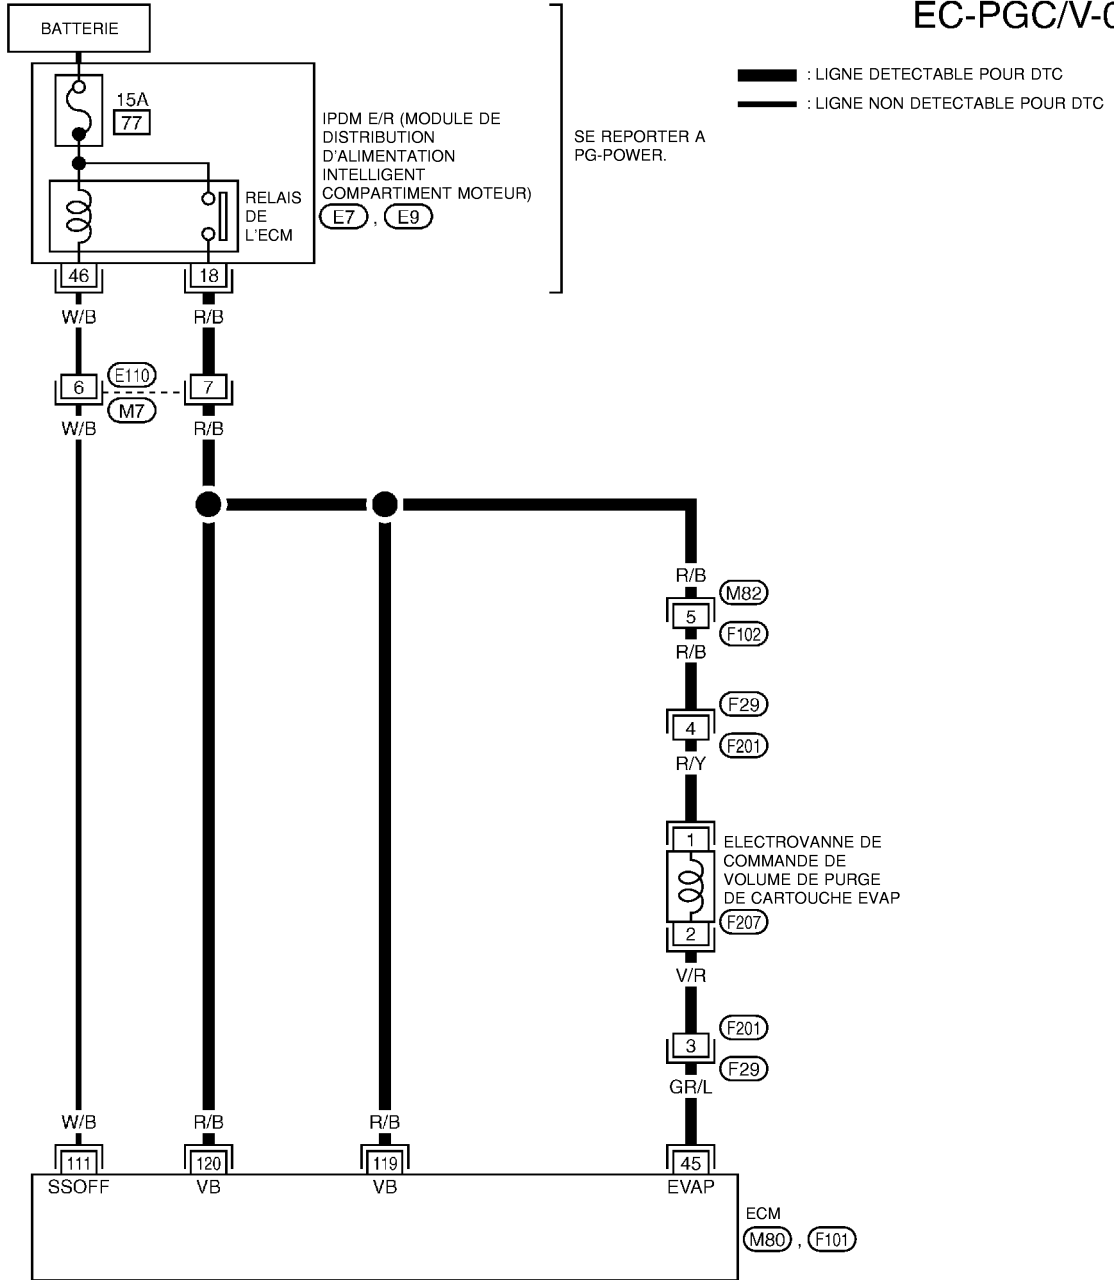 EC-PGC/V-0
BATTERIE
: LIGNE DETECTABLE POUR DTC
: LIGNE NON DETECTABLE POUR DTC
15A
77
IPDM E/R (MODULE DE
DISTRIBUTION
D'ALIMENTATION
INTELLIGENT
COMPARTIMENT MOTEUR)
E7 , E9
SE REPORTER A
PG-POWER.
RELAIS
DE
L'ECM
46
18
W/B
R/B
6
E110
M7
7
W/B
R/B
R/B
5
M82
F102
R/B
4
F29
F201
R/Y
1
ELECTROVANNE DE
COMMANDE DE
VOLUME DE PURGE
DE CARTOUCHE EVAP
F207
2
V/R
3
F201
F29
GR/L
W/B
R/B
R/B
111
120
119
45
SSOFF
VB
VB
EVAP
ECM
M80 , F101